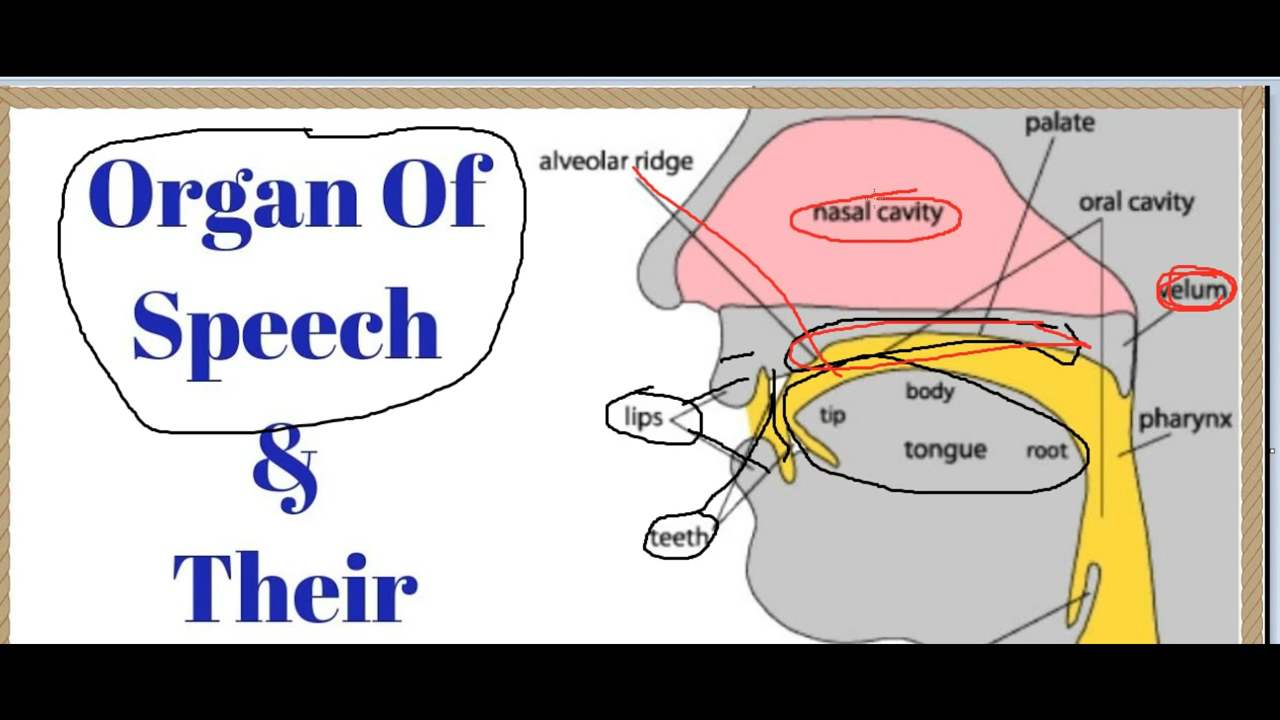 Organ Of
Speech
&
Their
alveolar ridge
palate
nasal cavity
oral cavity
velum
lips
tip
body
tongue
root
pharynx
teeth